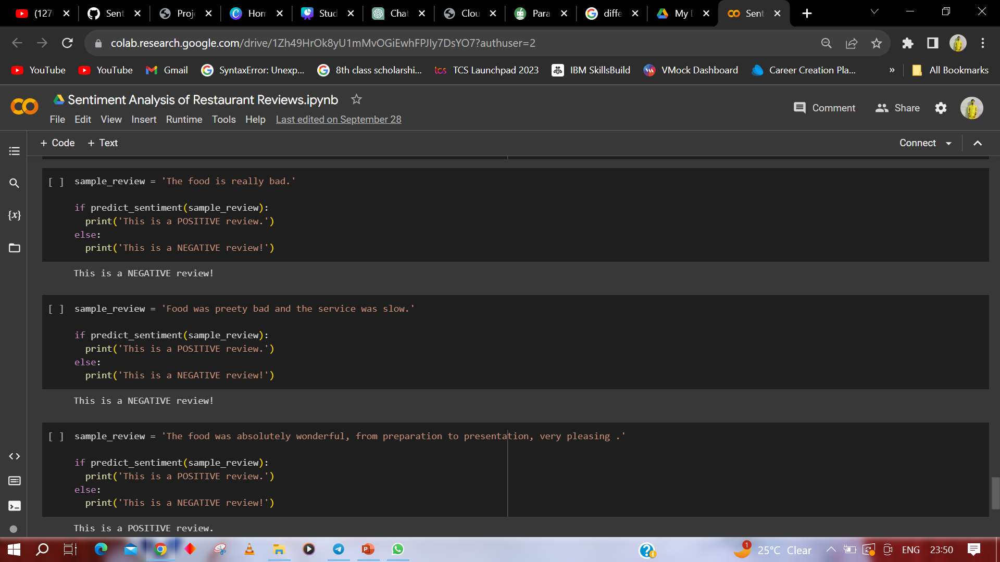 (127
Sent
Proj
Hom
Stud
Chat
Clou
Para
diffe
My D
Sent
colab.research.google.com/drive/1Zh49HrOk8yU1mMvOGiEwhFPJIy7DsYO7?authuser=2
YouTube
YouTube
Gmail
SyntaxError: Unexp...
8th class scholarshi...
tcs TCS Launchpad 2023
IBM SkillsBuild
VMock Dashboard
Career Creation Pla...
»
All Bookmarks
Sentiment Analysis of Restaurant Reviews.ipynb
File Edit View Insert Runtime Tools Help Last edited on September 28
Comment
Share
+ Code + Text
Connect
[ ] sample_review = 'The food is really bad.'
if predict_sentiment(sample_review):
print('This is a POSITIVE review.')
else:
print('This is a NEGATIVE review!')
This is a NEGATIVE review!
[ ] sample_review = 'Food was preety bad and the service was slow.'
if predict_sentiment(sample_review):
print('This is a POSITIVE review.')
else:
print('This is a NEGATIVE review!')
This is a NEGATIVE review!
[ ] sample_review = 'The food was absolutely wonderful, from preparation to presentation, very pleasing .'
if predict_sentiment(sample_review):
print('This is a POSITIVE review.')
else:
print('This is a NEGATIVE review!')
This is a POSITIVE review.
{x}
1
25°C Clear
ENG
23:50